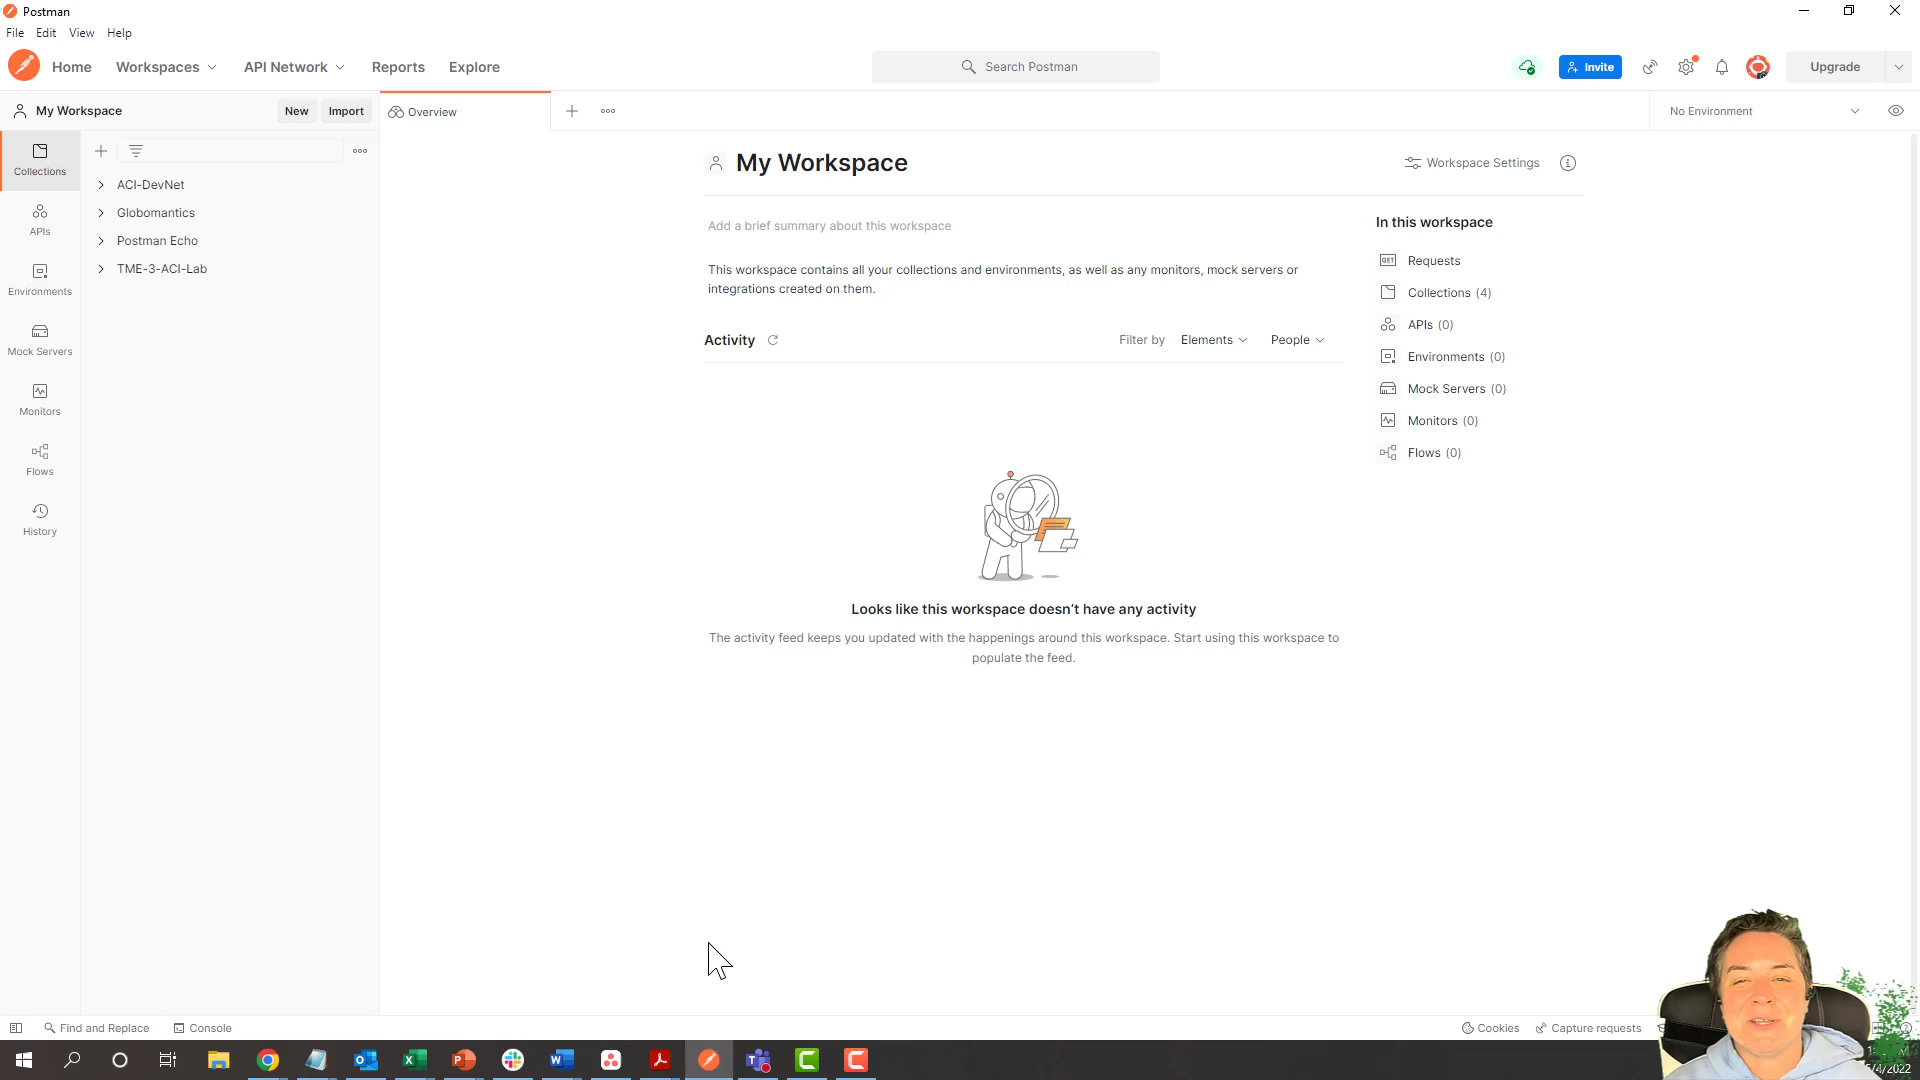 Postman
File Edit View Help
Home Workspaces API Network Reports Explore
Search Postman
Invite
Upgrade
My Workspace
New Import
Overview
No Environment
Collections
APIs
Environments
Mock Servers
Monitors
Flows
History
ACI-DevNet
Globomantics
Postman Echo
TME-3-ACI-Lab
My Workspace
Workspace Settings
Add a brief summary about this workspace
This workspace contains all your collections and environments, as well as any monitors, mock servers or
integrations created on them.
Activity
Filter by Elements People
Looks like this workspace doesn't have any activity
The activity feed keeps you updated with the happenings around this workspace. Start using this workspace to
populate the feed.
In this workspace
GET Requests
Collections (4)
APIs (0)
Environments (0)
Mock Servers (0)
Monitors (0)
Flows (0)
Find and Replace Console
Cookies Capture requests